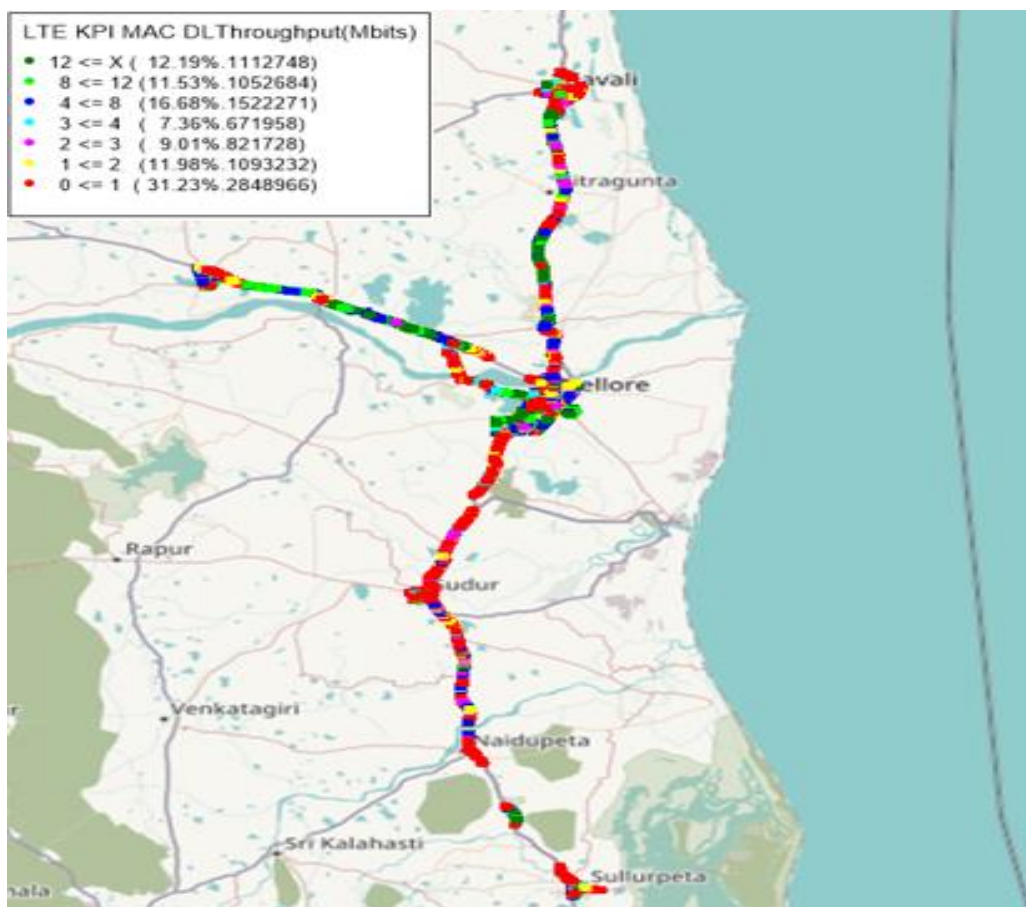 LTE KPI MAC DLThroughput(Mbits)
12 <= X ( 12.19%.1112748)
8 <= 12 (11.53%.1052684)
4 <= 8 (16.68%.1522271)
3 <= 4 ( 7.36%.671958)
2 <= 3 ( 9.01%.821728)
1 <= 2 (11.98%.1093232)
0 <= 1 ( 31.23%.2848966)
avali
itragunta
ellore
Rapur
udur
Venkatagiri
Naidupeta
Sri Kalahasti
Sullurpeta
nala